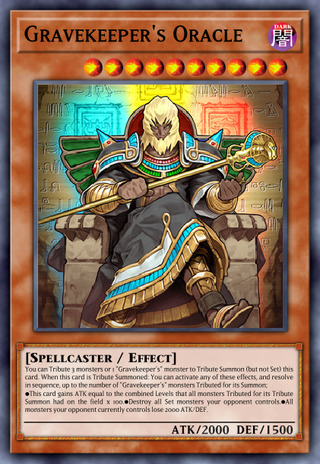 Gravekeeper's Oracle
DARK
闇
[Spellcaster / Effect]
You can Tribute 3 monsters or 1 "Gravekeeper's" monster to Tribute Summon (but not Set) this
card. When this card is Tribute Summoned: You can activate any of these effects, and resolve
in sequence, up to the number of "Gravekeeper's" monsters Tributed for its Summon;
●This card gains ATK equal to the combined Levels that all monsters Tributed for its Tribute
Summon had on the field x 100.●Destroy all Set monsters your opponent controls.●All
monsters your opponent currently controls lose 2000 ATK/DEF.
ATK/2000 DEF/1500